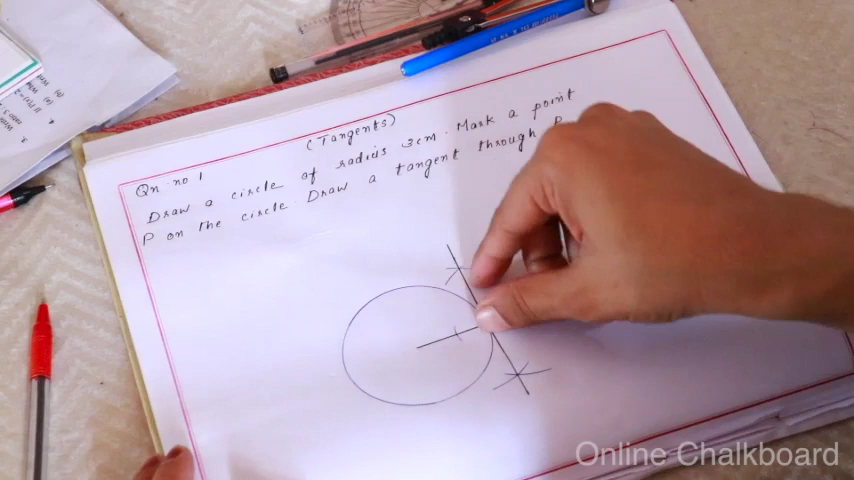 (Tangents)
Qn. no. 1
Draw a circle of radius 3cm. Mark a point
P on the circle. Draw a tangent through P.
Online Chalkboard